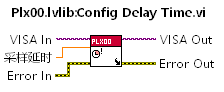 Plx00.lvlib:Config Delay Time.vi
VISA In
VISA Out
PLX00
采样延时
Error In
Error Out